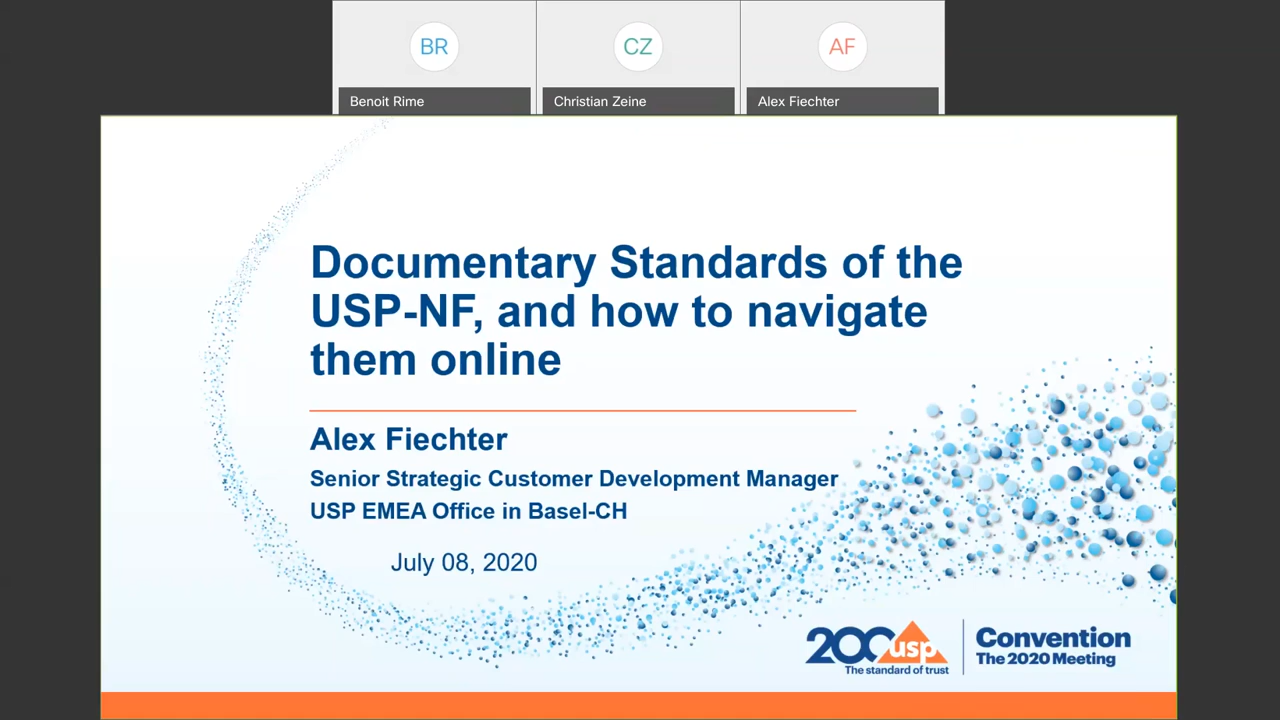 BR
CZ
AF
Benoit Rime
Christian Zeine
Alex Fiechter
Documentary Standards of the
USP-NF, and how to navigate
them online
Alex Fiechter
Senior Strategic Customer Development Manager
USP EMEA Office in Basel-CH
July 08, 2020
200 usp
The standard of trust
Convention
The 2020 Meeting